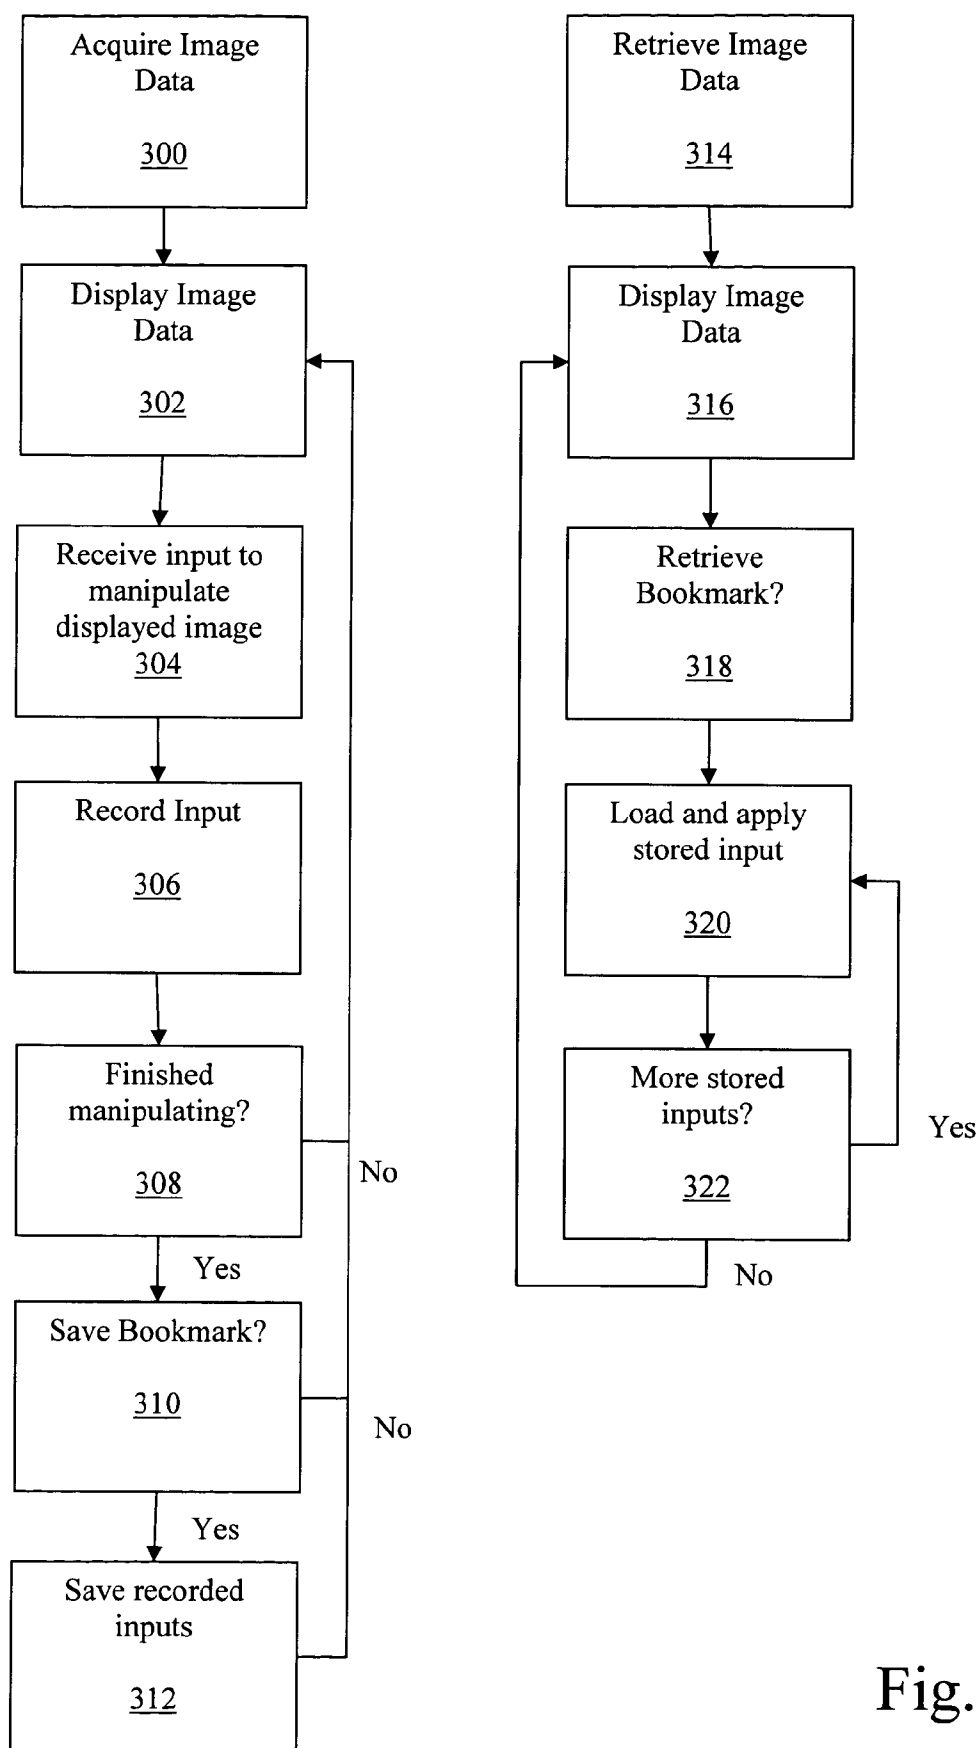 Acquire Image
Data
300
Display Image
Data
302
Receive input to
manipulate
displayed image
304
Record Input
306
Finished
manipulating?
308
No
Yes
Save Bookmark?
310
No
Yes
Save recorded
inputs
312
Retrieve Image
Data
314
Display Image
Data
316
Retrieve
Bookmark?
318
Load and apply
stored input
320
More stored
inputs?
322
Yes
No
Fig.